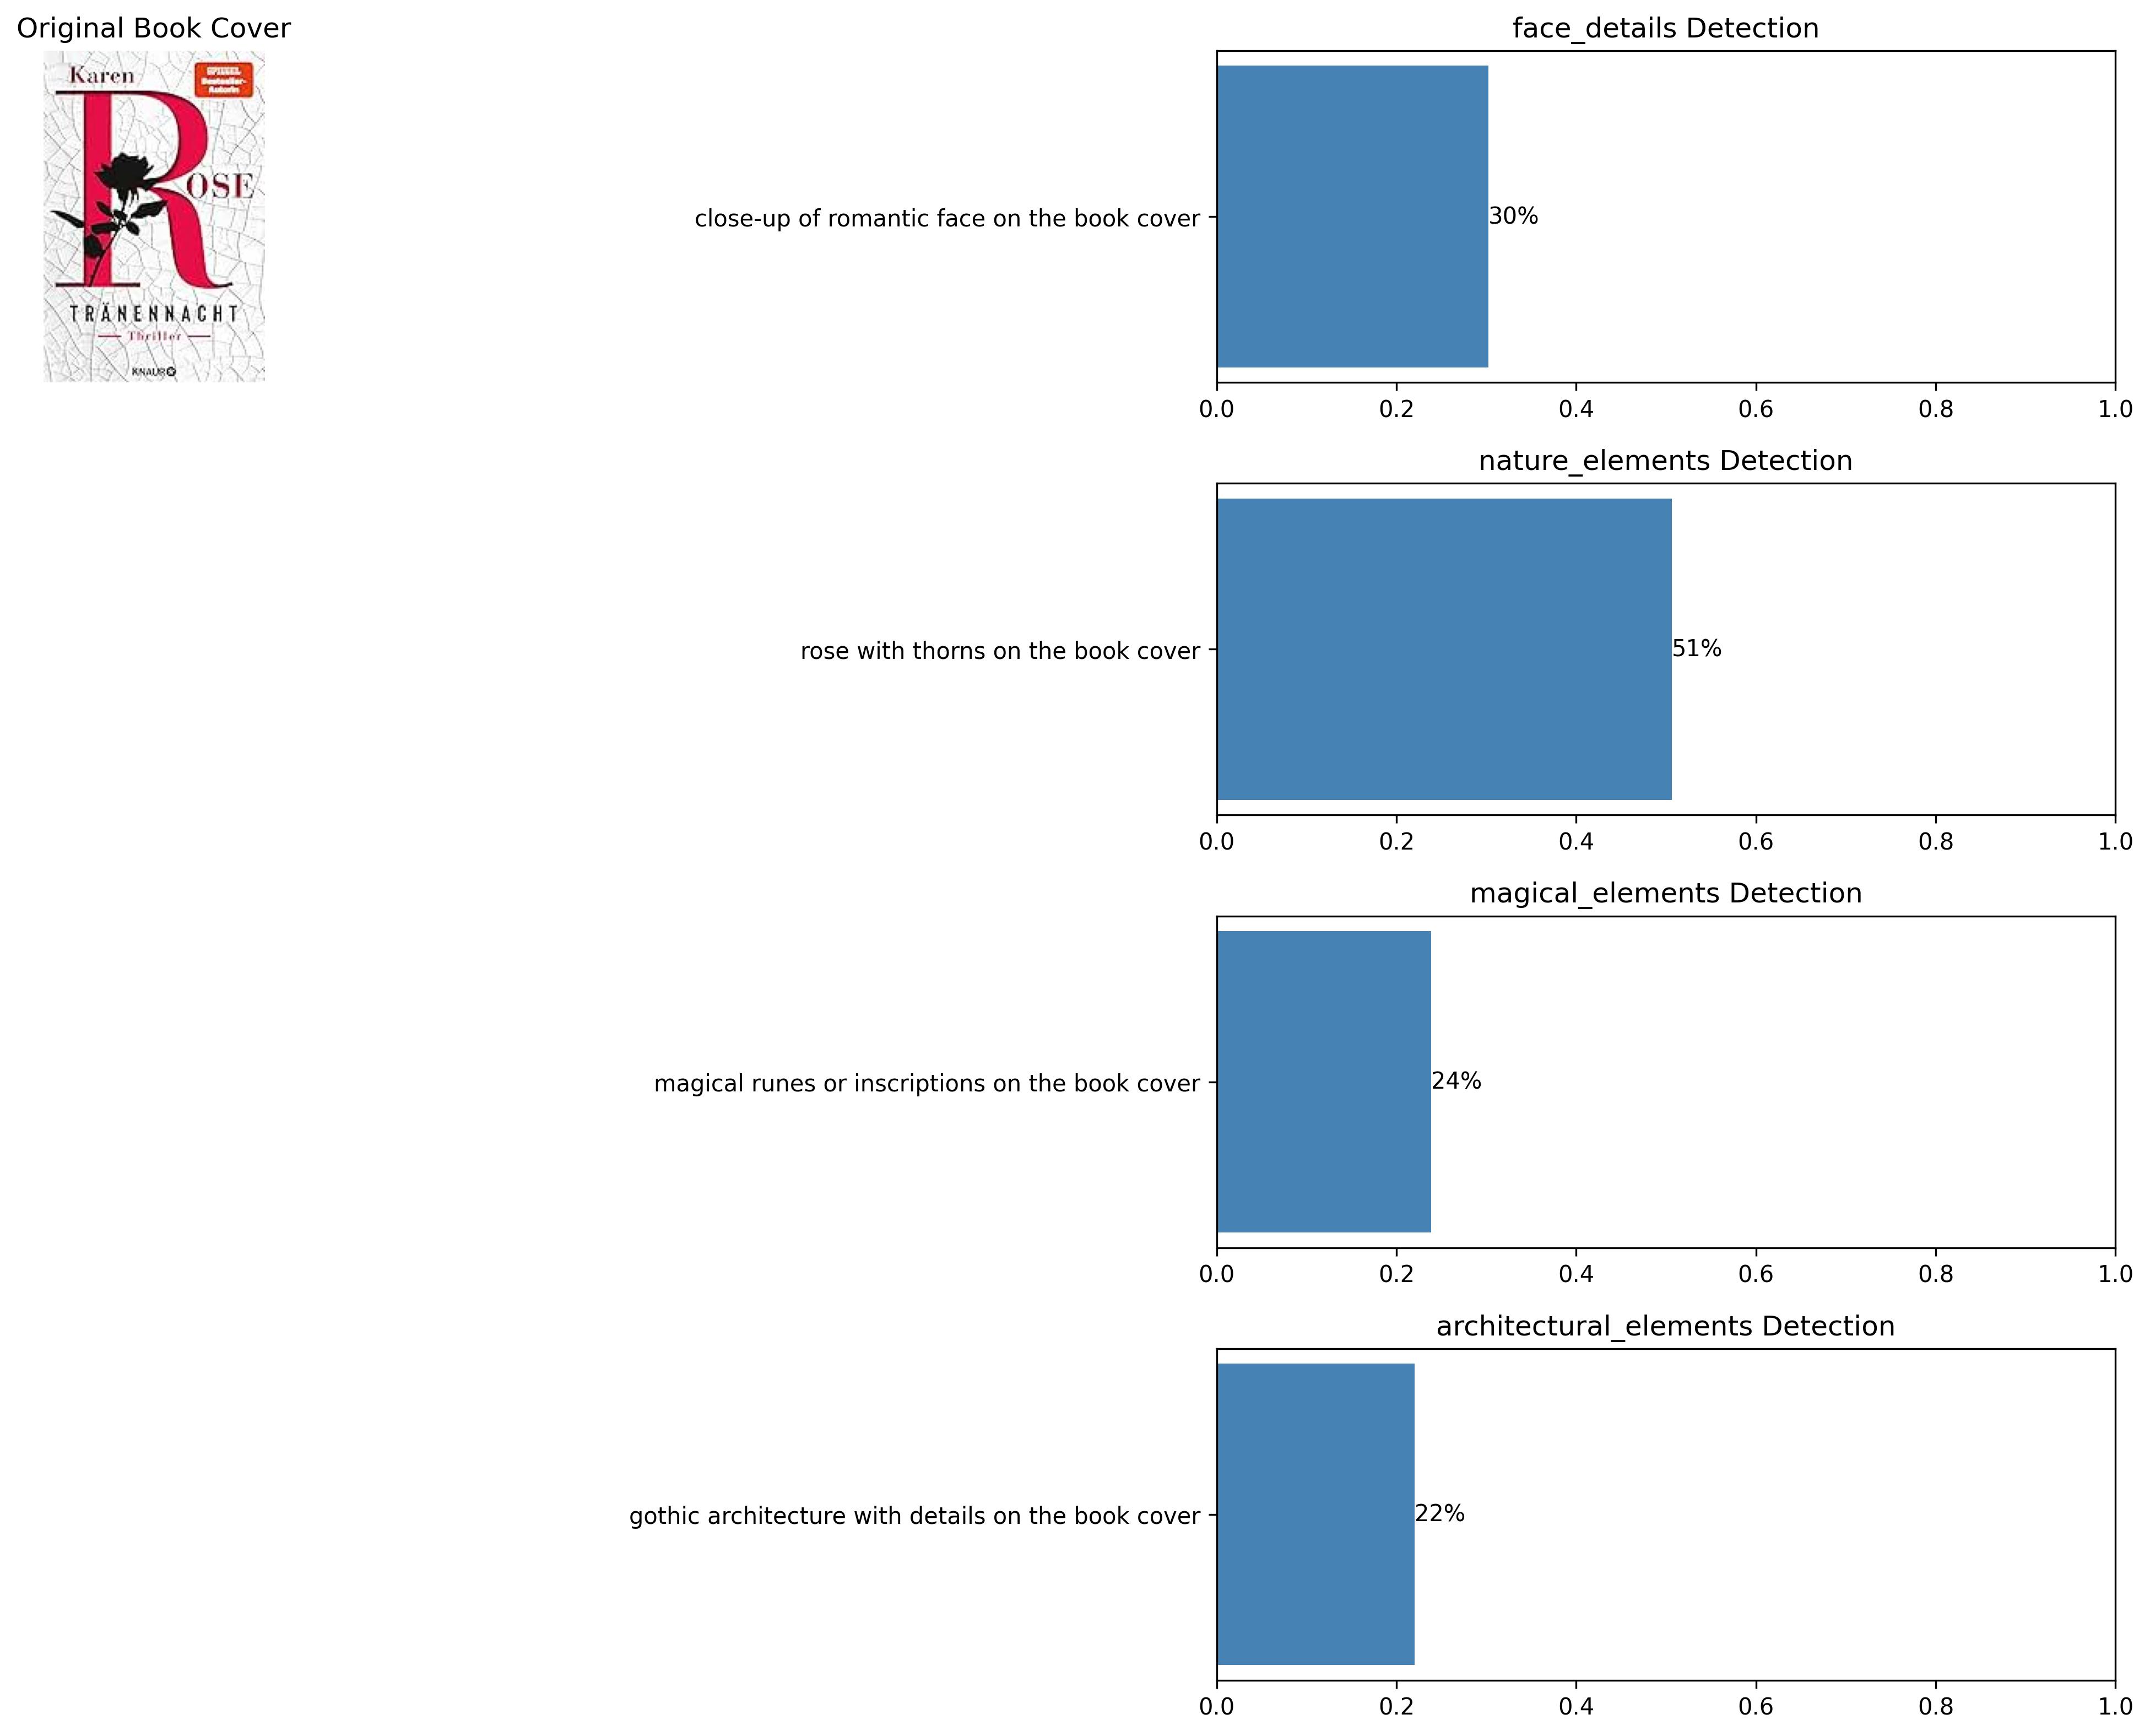 Original Book Cover
Karen
SPIEGEL
Bestseller-
Autorin
ROSE
TRÄNENNACHT
Thriller
KNAUR
face_details Detection
close-up of romantic face on the book cover
30%
0.0 0.2 0.4 0.6 0.8 1.0
nature_elements Detection
rose with thorns on the book cover
51%
0.0 0.2 0.4 0.6 0.8 1.0
magical_elements Detection
magical runes or inscriptions on the book cover
24%
0.0 0.2 0.4 0.6 0.8 1.0
architectural_elements Detection
gothic architecture with details on the book cover
22%
0.0 0.2 0.4 0.6 0.8 1.0